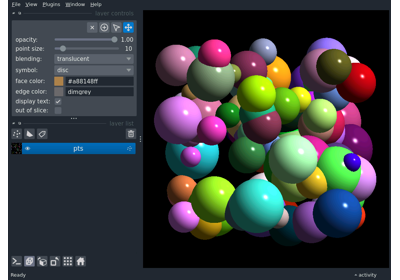 File View Plugins Window Help
layer controls
opacity: 1.00
point size: 10
blending: translucent
symbol: disc
face color: #a88148ff
edge color: dimgrey
display text: ✓
out of slice:
layer list
pts
Ready
activity